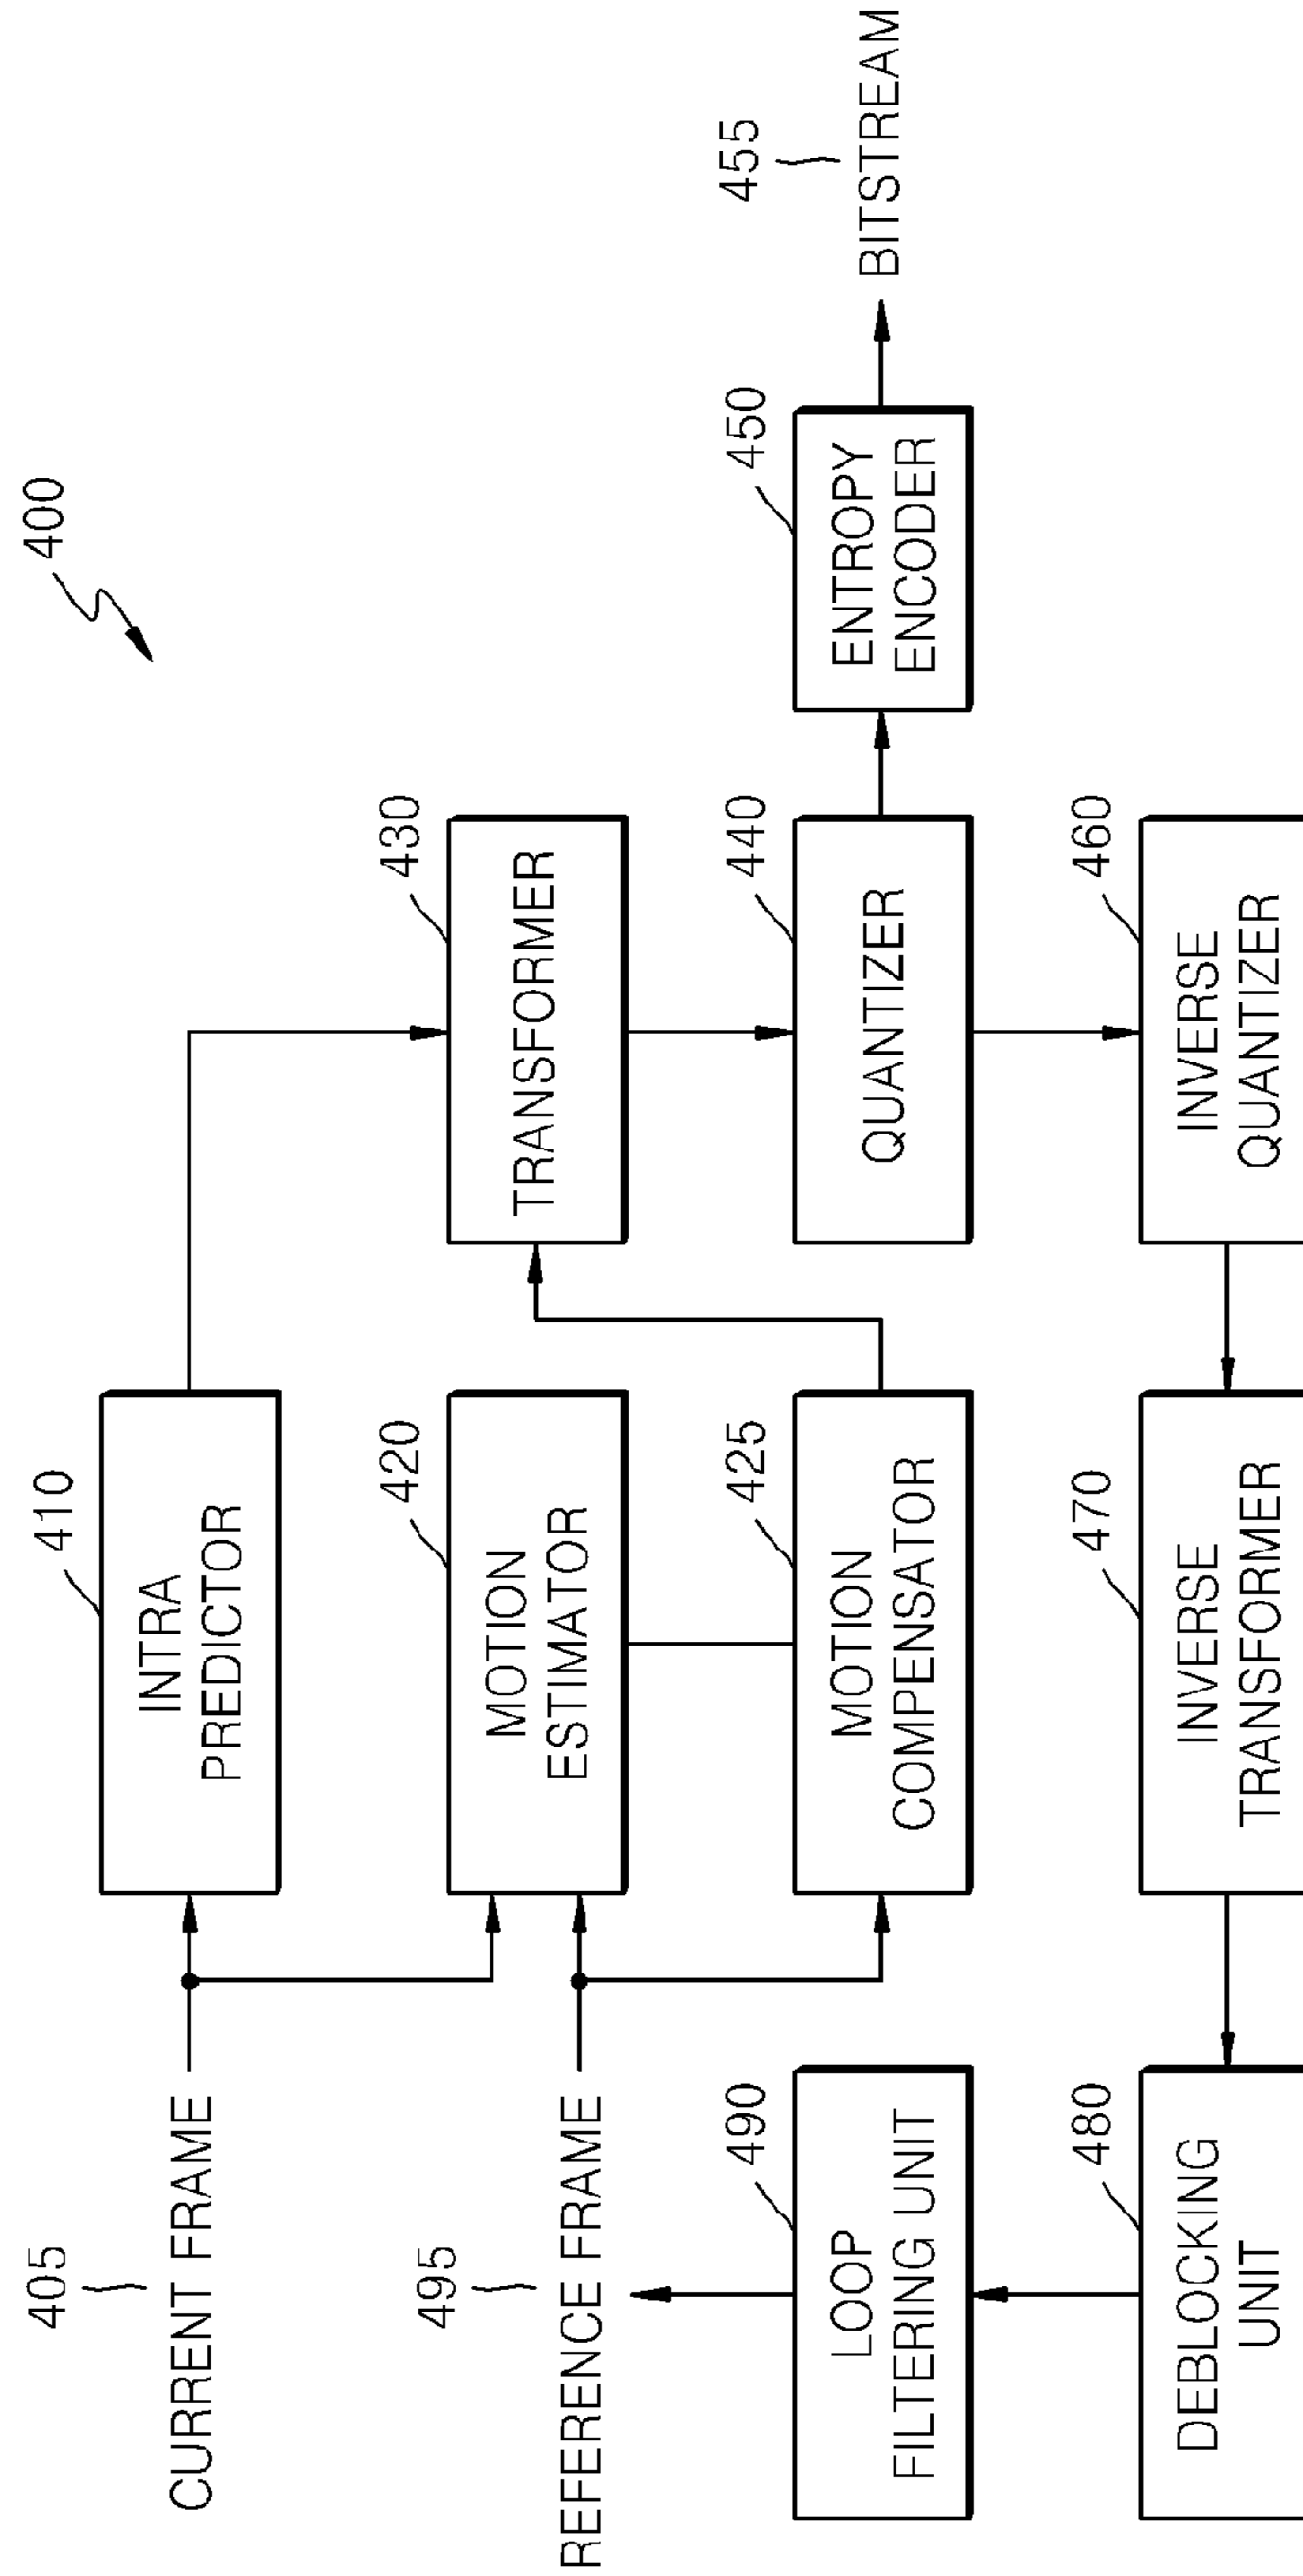 400
405
CURRENT FRAME
410
INTRA
PREDICTOR
495
REFERENCE FRAME
420
MOTION
ESTIMATOR
430
TRANSFORMER
490
LOOP
FILTERING UNIT
425
MOTION
COMPENSATOR
440
QUANTIZER
450
ENTROPY
ENCODER
455
BITSTREAM
480
DEBLOCKING
UNIT
470
INVERSE
TRANSFORMER
460
INVERSE
QUANTIZER